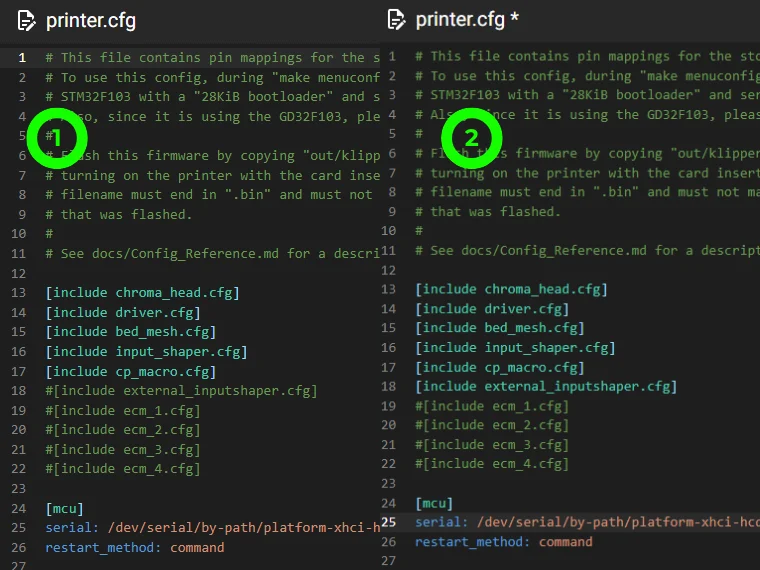 printer.cfg
1 # This file contains pin mappings for the s
2 # To use this config, during "make menuconf
3 # STM32F103 with a "28KiB bootloader" and s
4 # so, since it is using the GD32F103, ple
5 #
6 # F sh this firmware by copying "out/klipp
7 # turning on the printer with the card inse
8 # filename must end in ".bin" and must not
9 # that was flashed.
10 #
11 # See docs/Config_Reference.md for a descri
12
13 [include chroma_head.cfg]
14 [include driver.cfg]
15 [include bed_mesh.cfg]
16 [include input_shaper.cfg]
17 [include cp_macro.cfg]
18 #[include external_inputshaper.cfg]
19 #[include ecm_1.cfg]
20 #[include ecm_2.cfg]
21 #[include ecm_3.cfg]
22 #[include ecm_4.cfg]
23
24 [mcu]
25 serial: /dev/serial/by-path/platform-xhci-h
26 restart_method: command
27
1
printer.cfg *
1 # This file contains pin mappings for the sto
2 # To use this config, during "make menuconfig
3 # STM32F103 with a "28KiB bootloader" and ser
4 # Also, since it is using the GD32F103, pleas
5 #
6 # Fl sh this firmware by copying "out/klipper
7 # turning on the printer with the card insert
8 # filename must end in ".bin" and must not ma
9 # that was flashed.
10 #
11 # See docs/Config_Reference.md for a descript
12
13 [include chroma_head.cfg]
14 [include driver.cfg]
15 [include bed_mesh.cfg]
16 [include input_shaper.cfg]
17 [include cp_macro.cfg]
18 [include external_inputshaper.cfg]
19 #[include ecm_1.cfg]
20 #[include ecm_2.cfg]
21 #[include ecm_3.cfg]
22 #[include ecm_4.cfg]
23
24 [mcu]
25 serial: /dev/serial/by-path/platform-xhci-hcd
26 restart_method: command
27
2